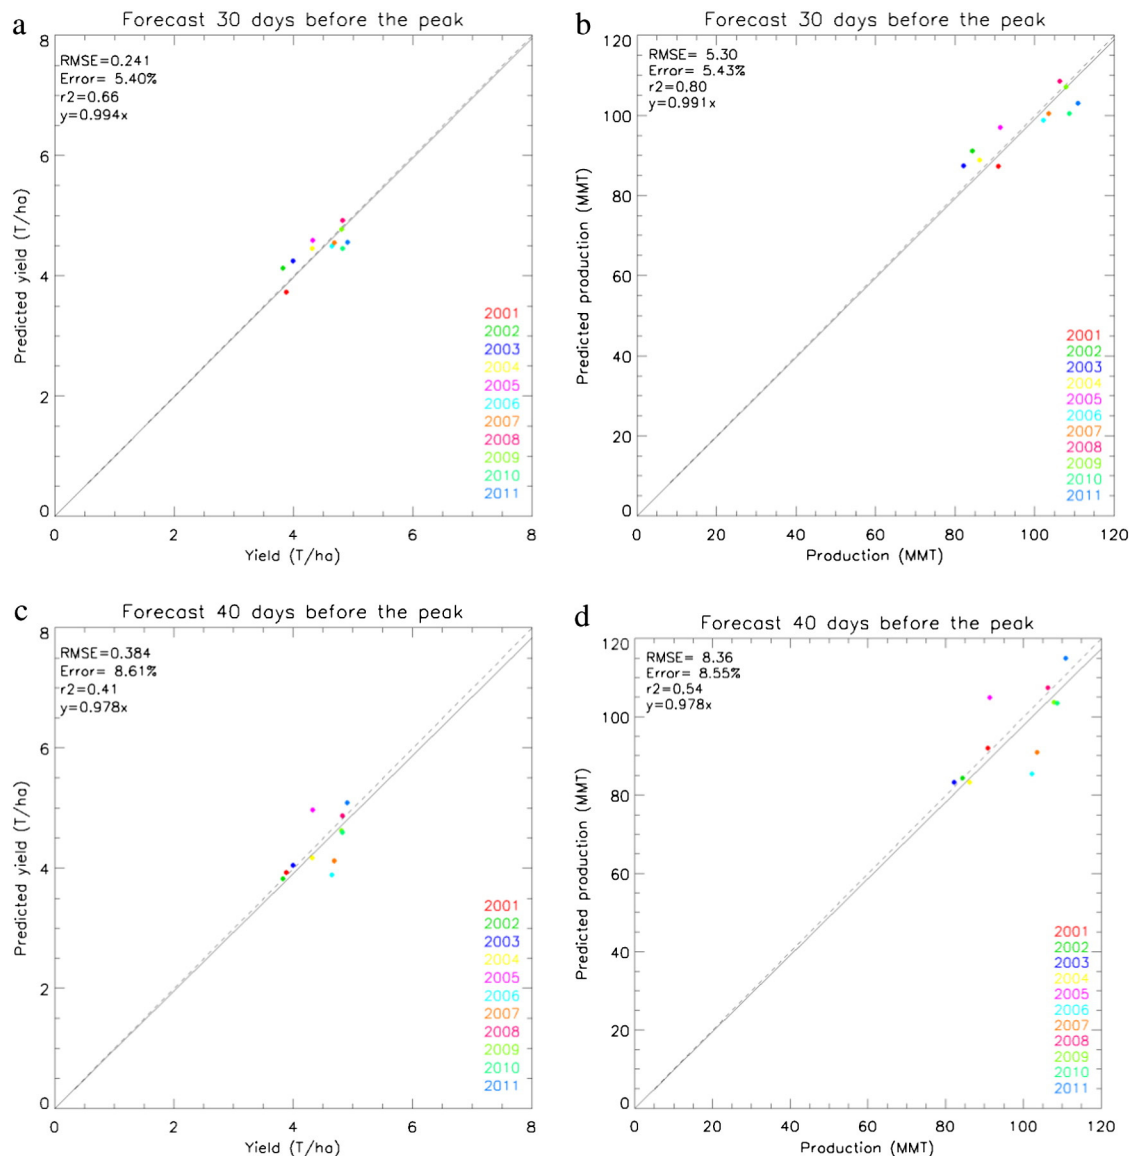 a
Forecast 30 days before the peak
8
6
4
2
0
RMSE=0.241
Error= 5.40%
r2=0.66
y=0.994x
Predicted yield (T/ha)
2001
2002
2003
2004
2005
2006
2007
2008
2009
2010
2011
0 2 4 6 8
Yield (T/ha)
b
Forecast 30 days before the peak
120
100
80
60
40
20
0
RMSE= 5.30
Error= 5.43%
r2=0.80
y=0.991x
Predicted production (MMT)
2001
2002
2003
2004
2005
2006
2007
2008
2009
2010
2011
0 20 40 60 80 100 120
Production (MMT)
c
Forecast 40 days before the peak
8
6
4
2
0
RMSE=0.384
Error= 8.61%
r2=0.41
y=0.978x
Predicted yield (T/ha)
2001
2002
2003
2004
2005
2006
2007
2008
2009
2010
2011
0 2 4 6 8
Yield (T/ha)
d
Forecast 40 days before the peak
120
100
80
60
40
20
0
RMSE= 8.36
Error= 8.55%
r2=0.54
y=0.978x
Predicted production (MMT)
2001
2002
2003
2004
2005
2006
2007
2008
2009
2010
2011
0 20 40 60 80 100 120
Production (MMT)